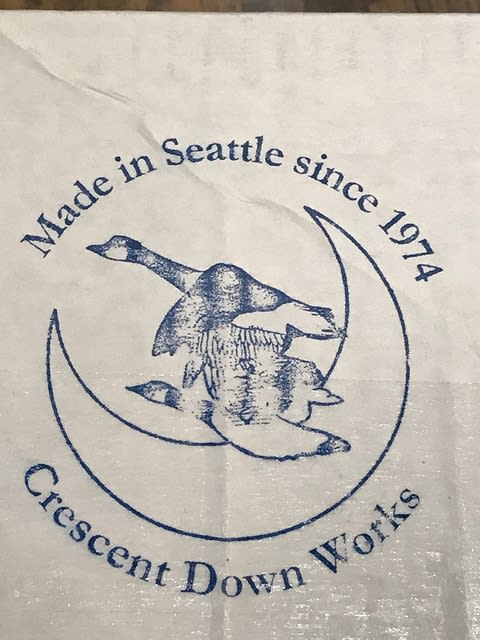 Made in Seattle since 1974
Crescent Down Works